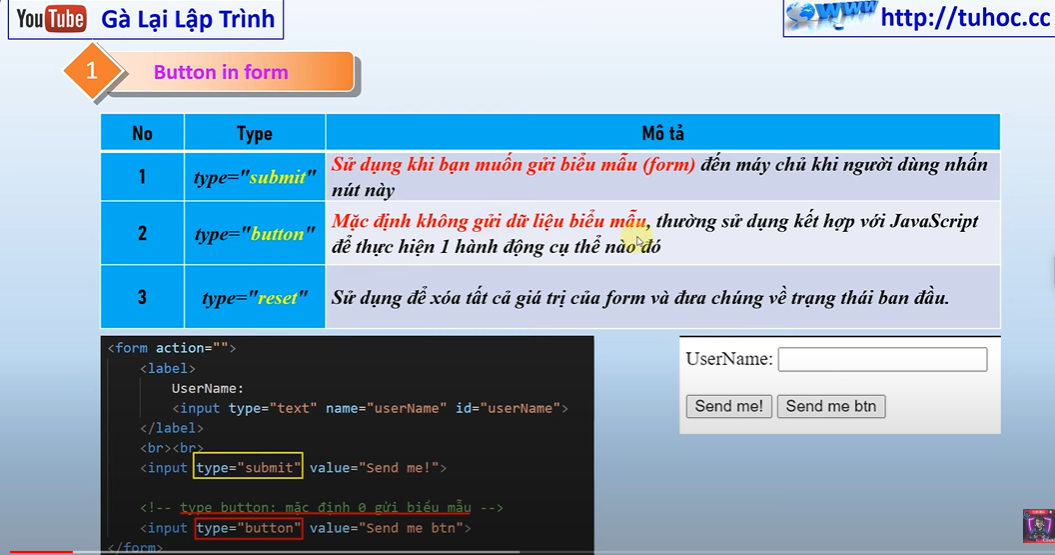 YouTube Gà Lại Lập Trình
WWW http://tuhoc.cc
1 Button in form
No Type Mô tả
1 type="submit" Sử dụng khi bạn muốn gửi biểu mẫu (form) đến máy chủ khi người dùng nhấn
nút này
2 type="button" Mặc định không gửi dữ liệu biểu mẫu, thường sử dụng kết hợp với JavaScript
để thực hiện 1 hành động cụ thể nào đó
3 type="reset" Sử dụng để xóa tất cả giá trị của form và đưa chúng về trạng thái ban đầu.
<form action="">
<label>
UserName:
<input type="text" name="userName" id="userName">
</label>
<br><br>
<input type="submit" value="Send me!">
<!-- type button: mặc định 0 gửi biểu mẫu -->
<input type="button" value="Send me btn">
</form>
UserName:
Send me! Send me btn